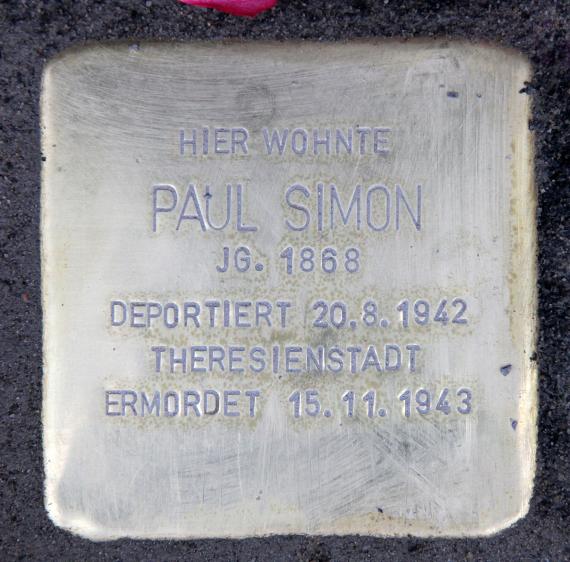 HIER WOHNTE
PAUL SIMON
JG. 1868
DEPORTIERT 20.8.1942
THERESIENSTADT
ERMORDET 15.11.1943